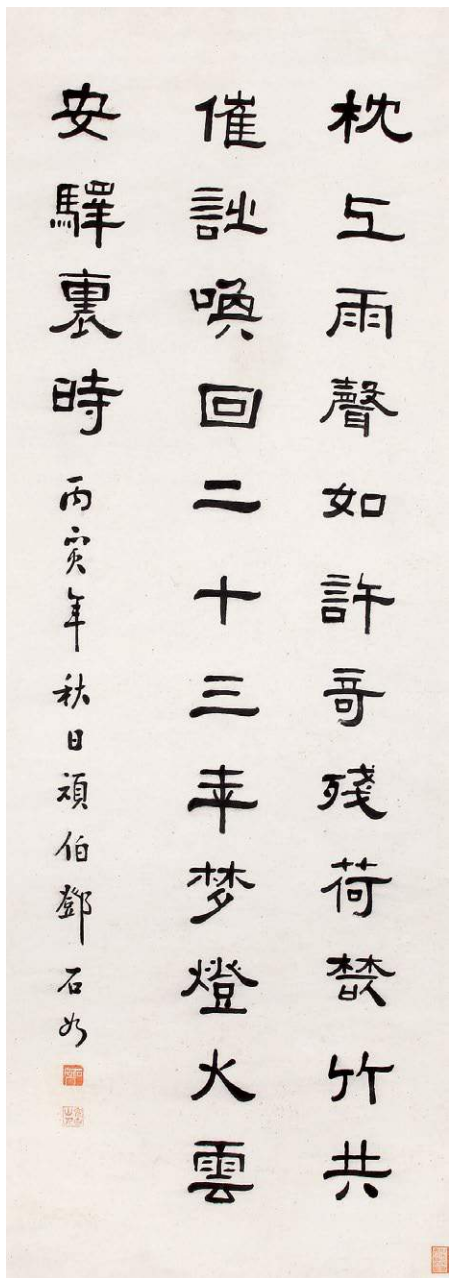 枕上雨聲如許奇殘荷叢竹共
催詩喚回二十三年梦燈火雲
安驛裏時
丙寅年秋日頑伯鄧石如